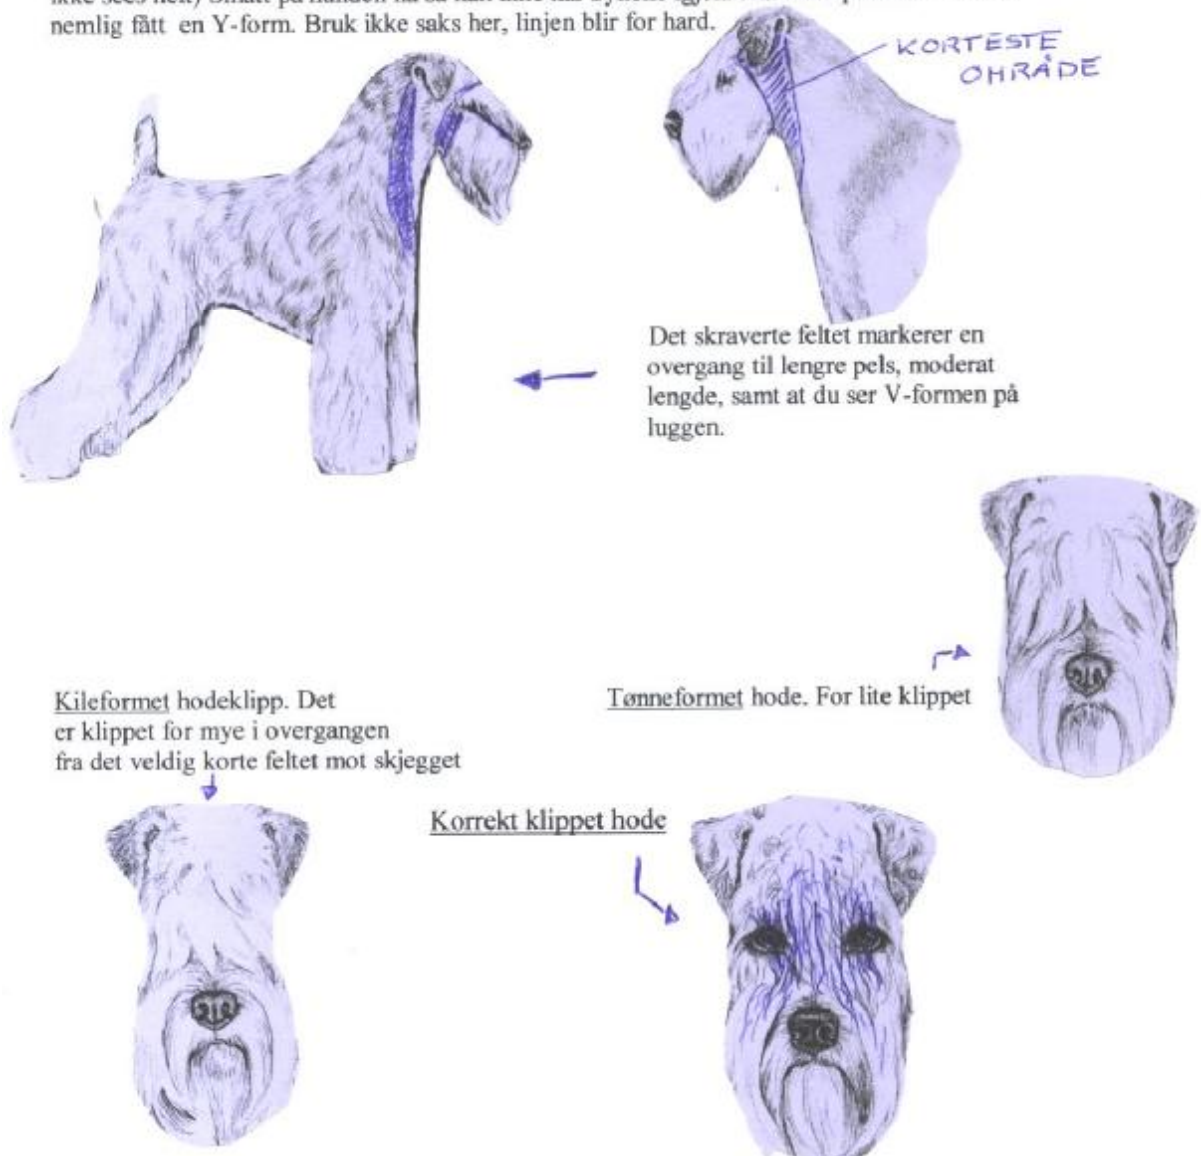 nemlig fått en Y-form. Bruk ikke saks her, linjen blir for hard.
KORTESTE
OMRÅDE
Det skraverte feltet markerer en
overgang til lengre pels, moderat
lengde, samt at du ser V-formen på
luggen.
Tønneformet hode. For lite klippet
Kileformet hodeklipp. Det
er klippet for mye i overgangen
fra det veldig korte feltet mot skjegget
Korrekt klippet hode